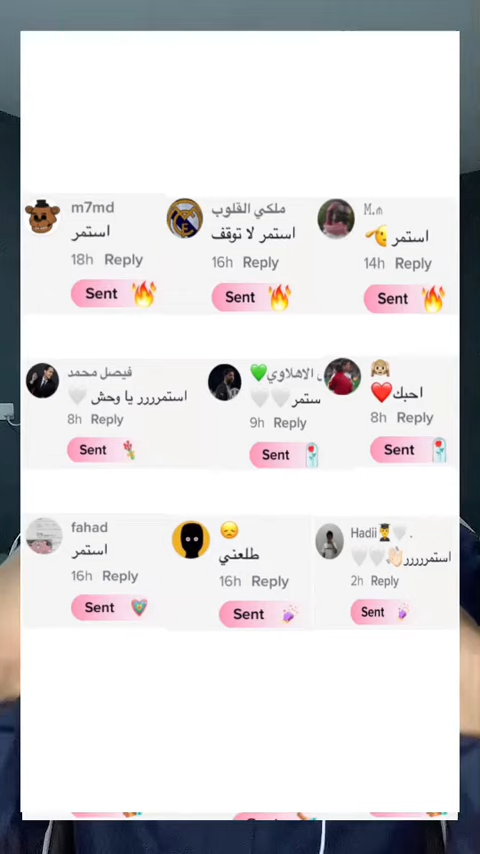 m7md
استمر
18h Reply
Sent
ملكي القلوب
استمر لا توقف
16h Reply
Sent
M.m
استمر
14h Reply
Sent
فيصل محمد
استمررررر يا وحش
8h Reply
Sent
الاهلاوي
ستمر
9h Reply
Sent
احبك
8h Reply
Sent
fahad
استمر
16h Reply
Sent
طلعني
16h Reply
Sent
Hadii .
استمرررررر
2h Reply
Sent